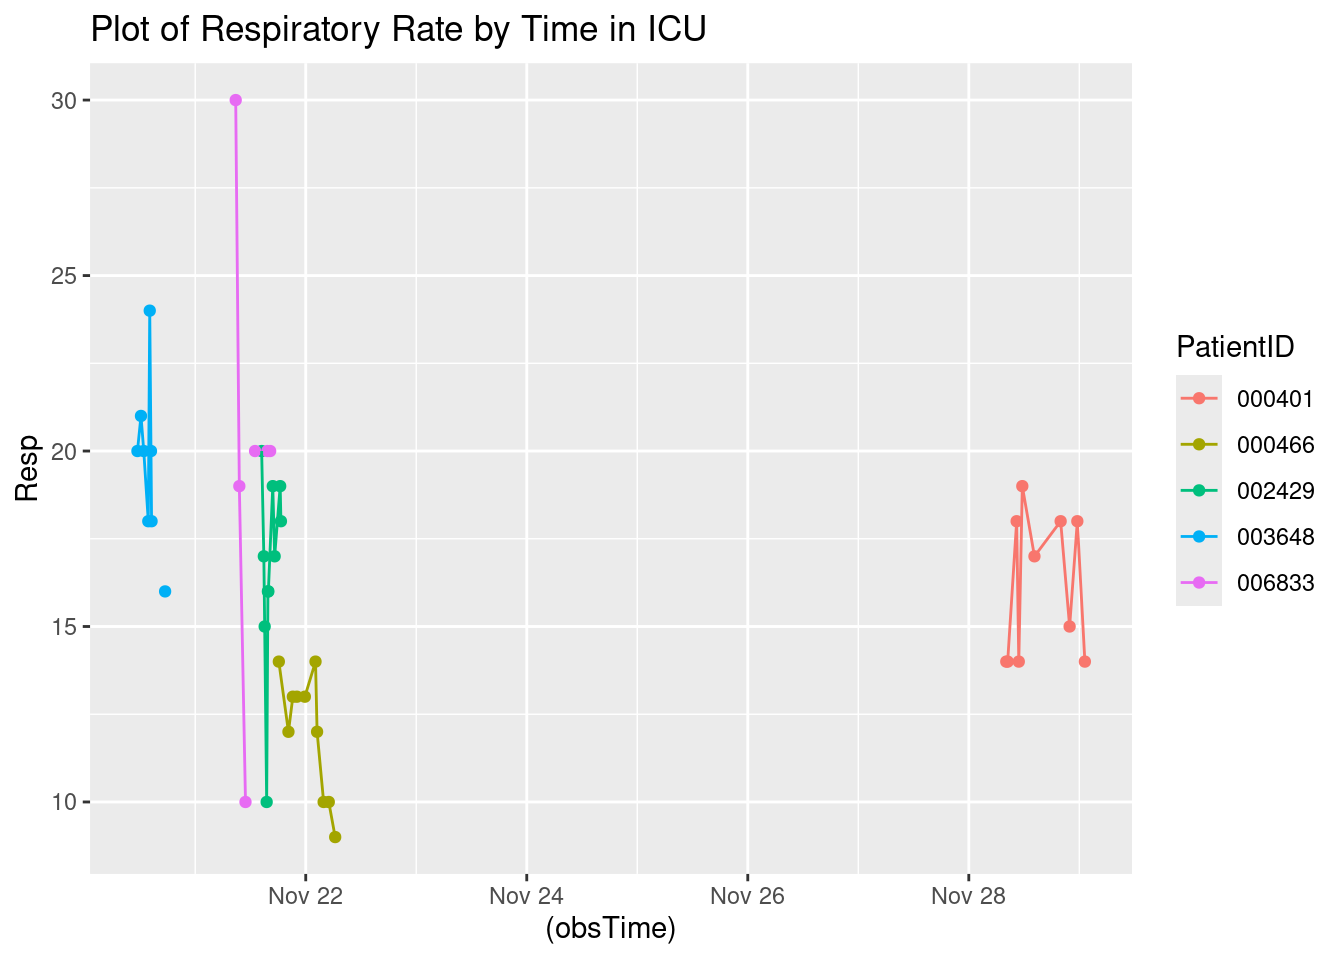 Plot of Respiratory Rate by Time in ICU
30
25
20
15
10
Resp
Nov 22
Nov 24
Nov 26
Nov 28
(obsTime)
PatientID
000401
000466
002429
003648
006833